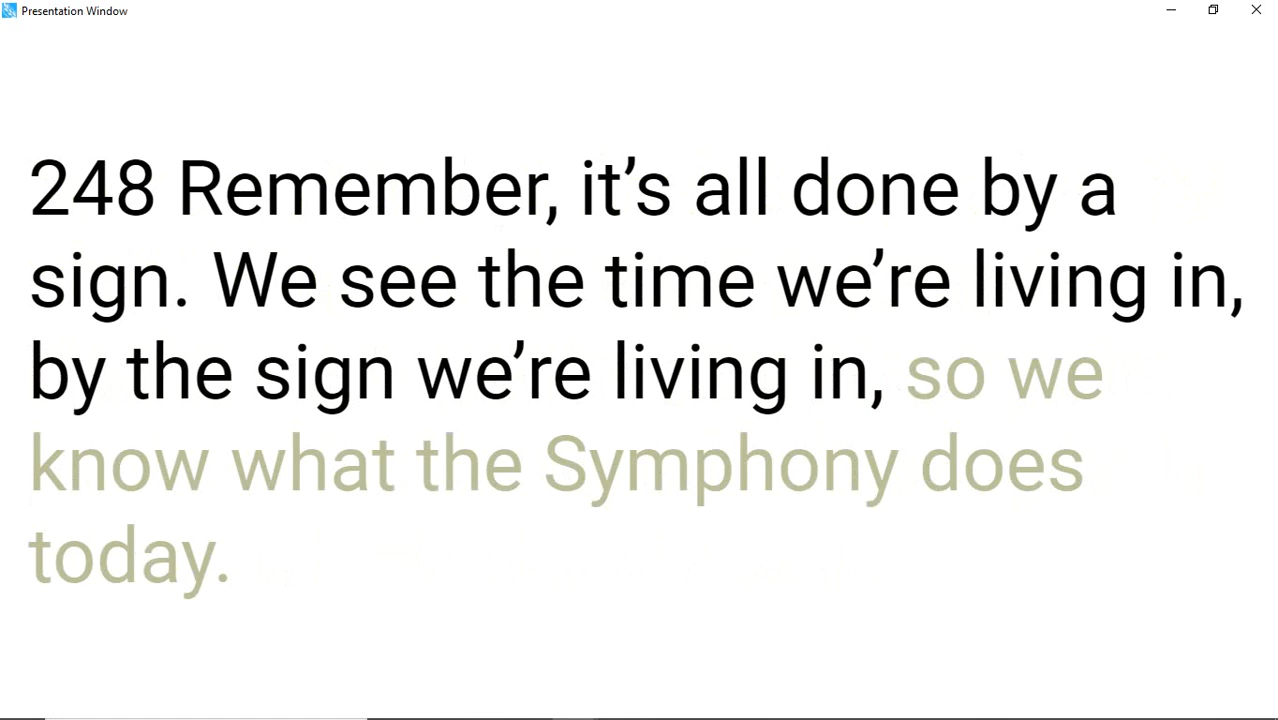 Presentation Window
248 Remember, it’s all done by a
sign. We see the time we’re living in,
by the sign we’re living in, so we
know what the Symphony does
today.